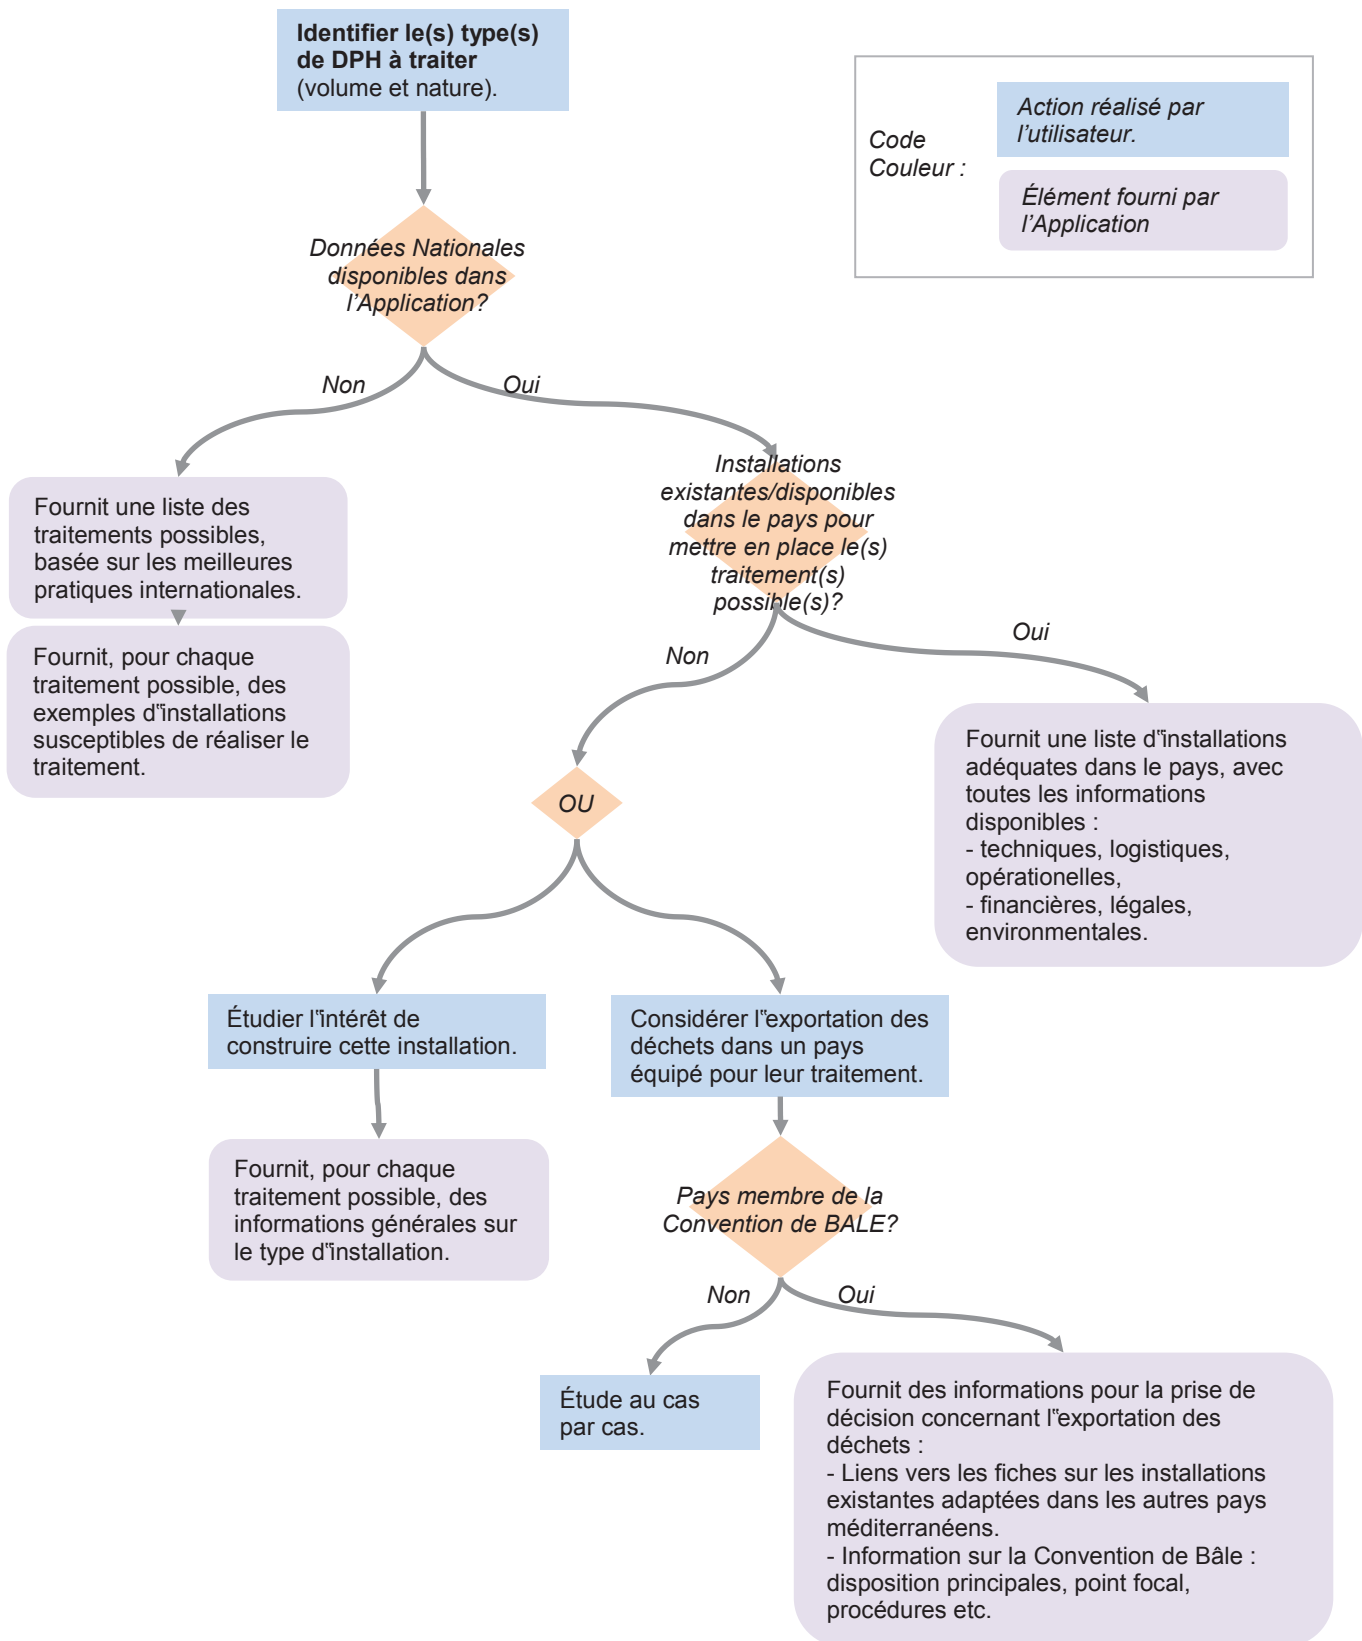 Identifier le(s) type(s)
de DPH à traiter
(volume et nature).
Code
Couleur :
Action réalisé par
l’utilisateur.
Élément fourni par
l’Application
Données Nationales
disponibles dans
l’Application?
Non
Oui
Fournit une liste des
traitements possibles,
basée sur les meilleures
pratiques internationales.
Fournit, pour chaque
traitement possible, des
exemples d‟installations
susceptibles de réaliser le
traitement.
Installations
existantes/disponibles
dans le pays pour
mettre en place le(s)
traitement(s)
possible(s)?
Non
Oui
Fournit une liste d‟installations
adéquates dans le pays, avec
toutes les informations
disponibles :
- techniques, logistiques,
opérationelles,
- financières, légales,
environmentales.
OU
Étudier l‟intérêt de
construire cette installation.
Considérer l‟exportation des
déchets dans un pays
équipé pour leur traitement.
Fournit, pour chaque
traitement possible, des
informations générales sur
le type d‟installation.
Pays membre de la
Convention de BALE?
Non
Oui
Étude au cas
par cas.
Fournit des informations pour la prise de
décision concernant l‟exportation des
déchets :
- Liens vers les fiches sur les installations
existantes adaptées dans les autres pays
méditerranéens.
- Information sur la Convention de Bâle :
disposition principales, point focal,
procédures etc.